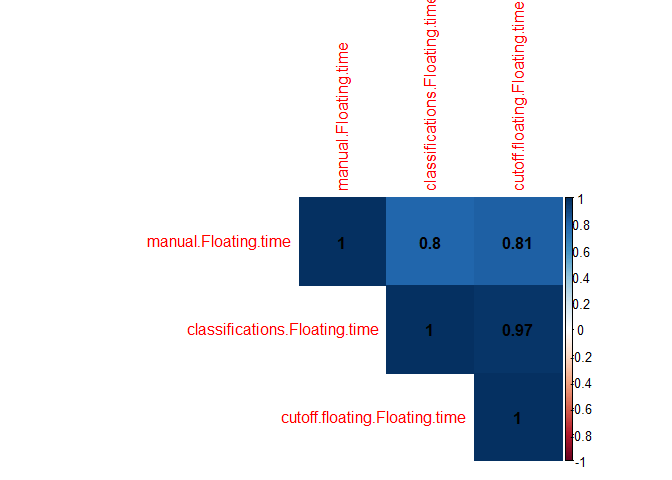 manual.Floating.time
classifications.Floating.time
cutoff.floating.Floating.time
manual.Floating.time 1 0.8 0.81
classifications.Floating.time 1 0.97
cutoff.floating.Floating.time 1
1
0.8
0.6
0.4
0.2
0
-0.2
-0.4
-0.6
-0.8
-1